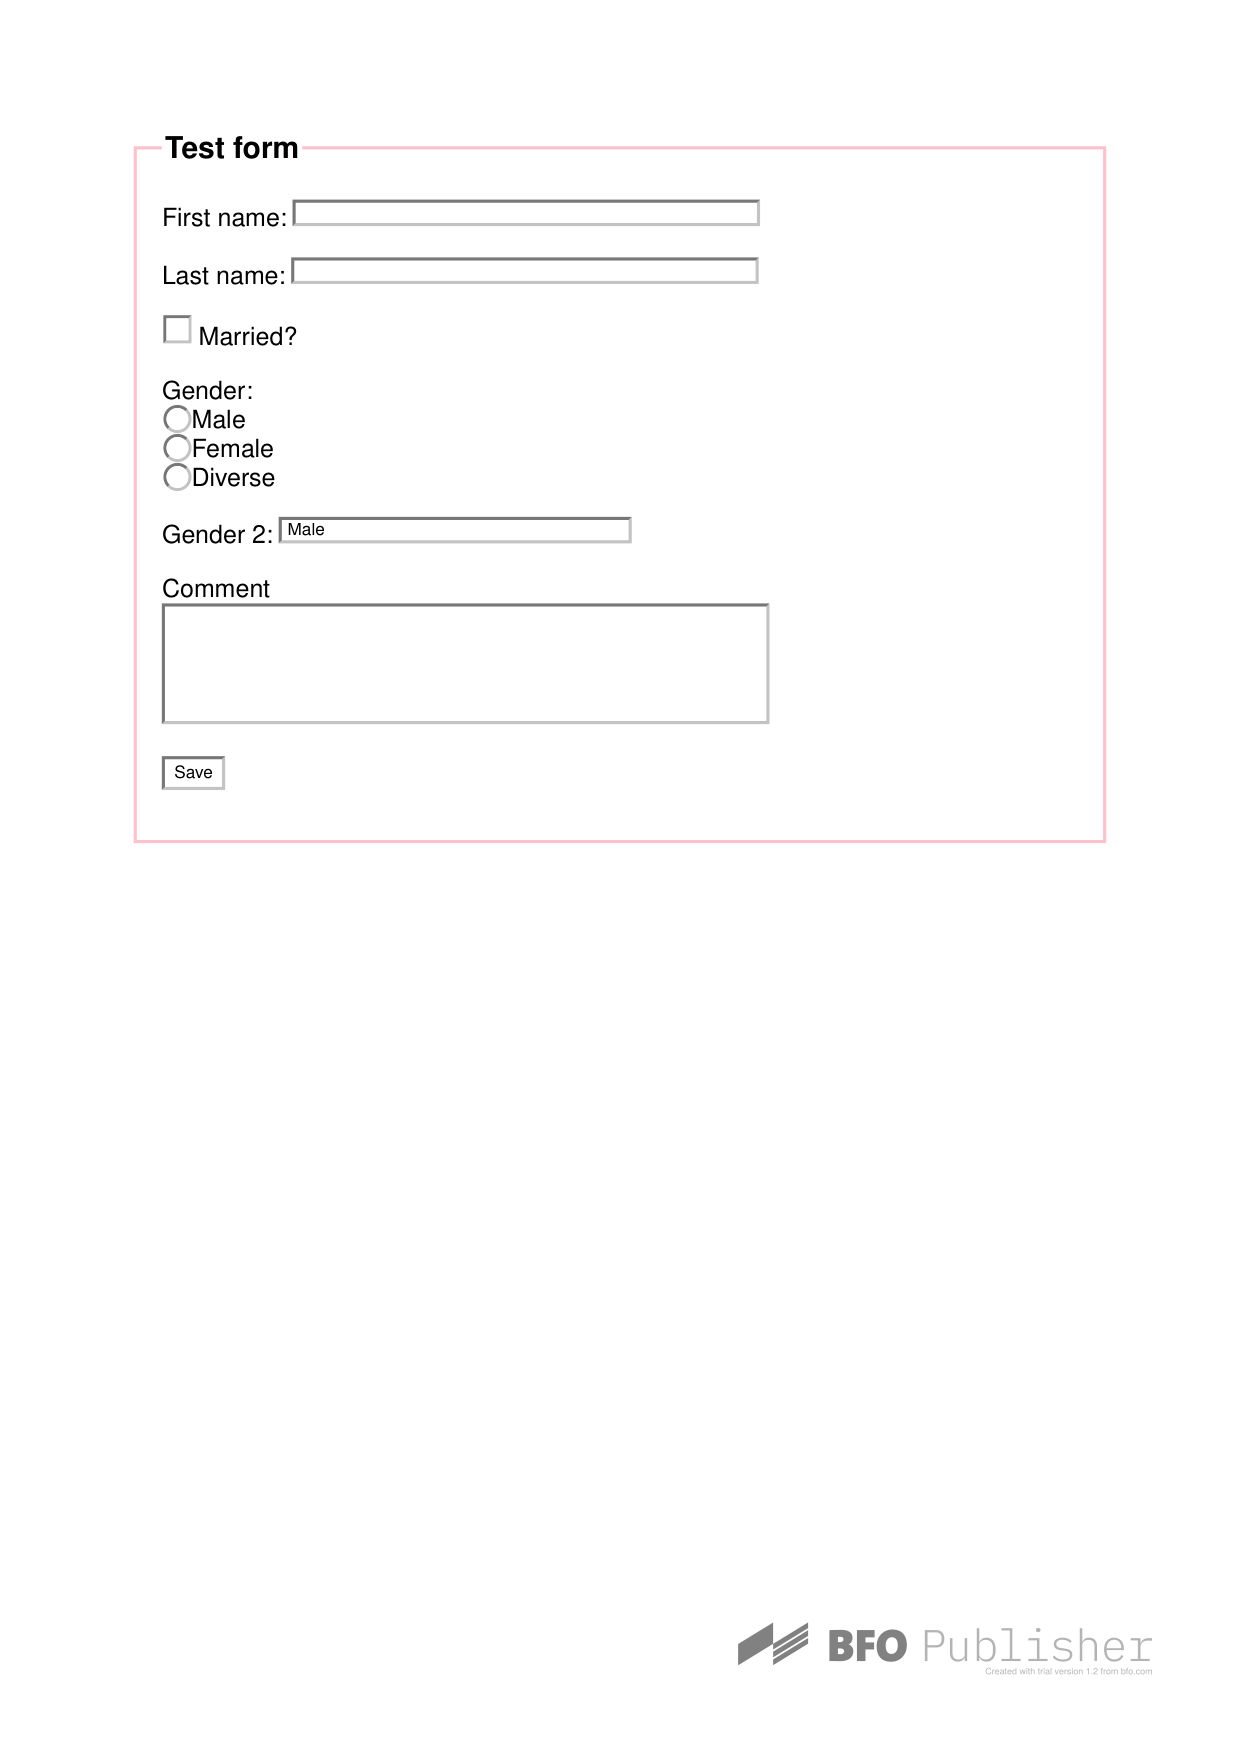 Test form
First name:
Last name:
Married?
Gender:
Male
Female
Diverse
Gender 2: Male
Comment
Save
BFO Publisher
Created with trial version 1.2 from bfo.com